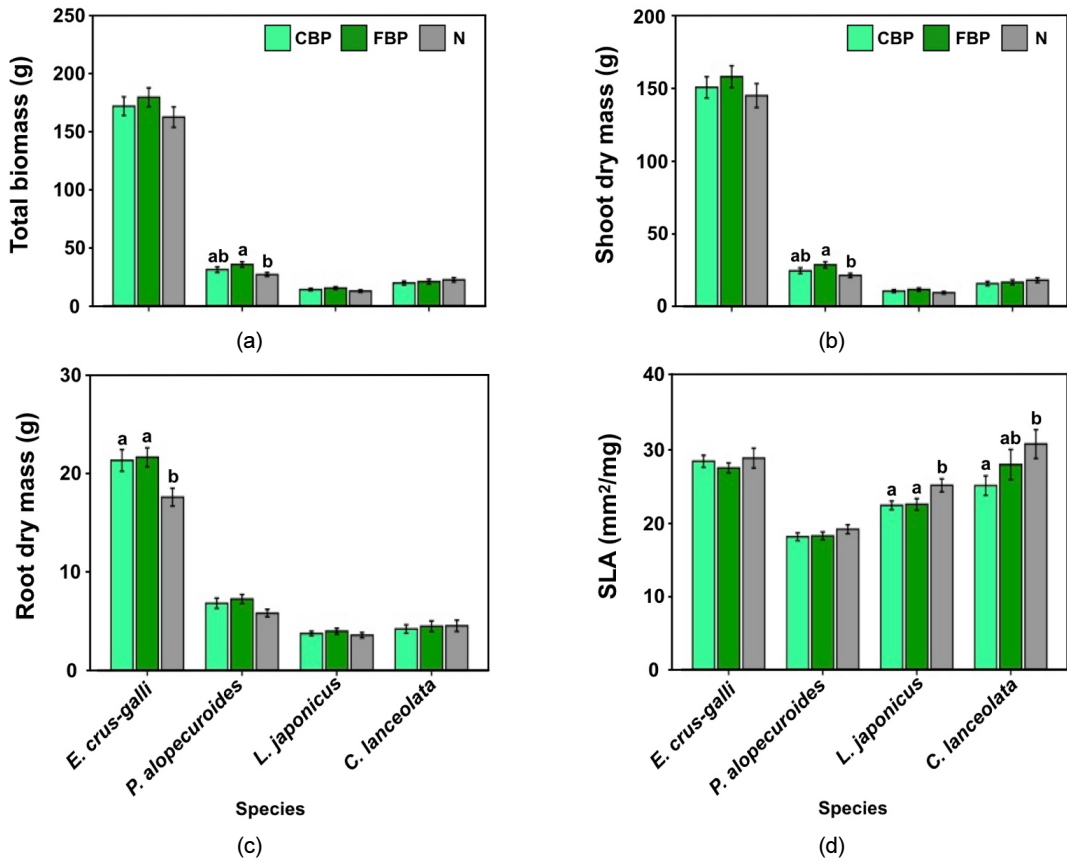 Total biomass (g)
250
200
150
100
50
0
CBP FBP N
ab a b
(a)
Shoot dry mass (g)
200
150
100
50
0
CBP FBP N
ab a b
(b)
Root dry mass (g)
30
20
10
0
a a b
E. crus-galli
P. alopecuroides
L. japonicus
C. lanceolata
Species
(c)
SLA (mm²/mg)
40
30
20
10
0
a a b
a ab b
E. crus-galli
P. alopecuroides
L. japonicus
C. lanceolata
Species
(d)